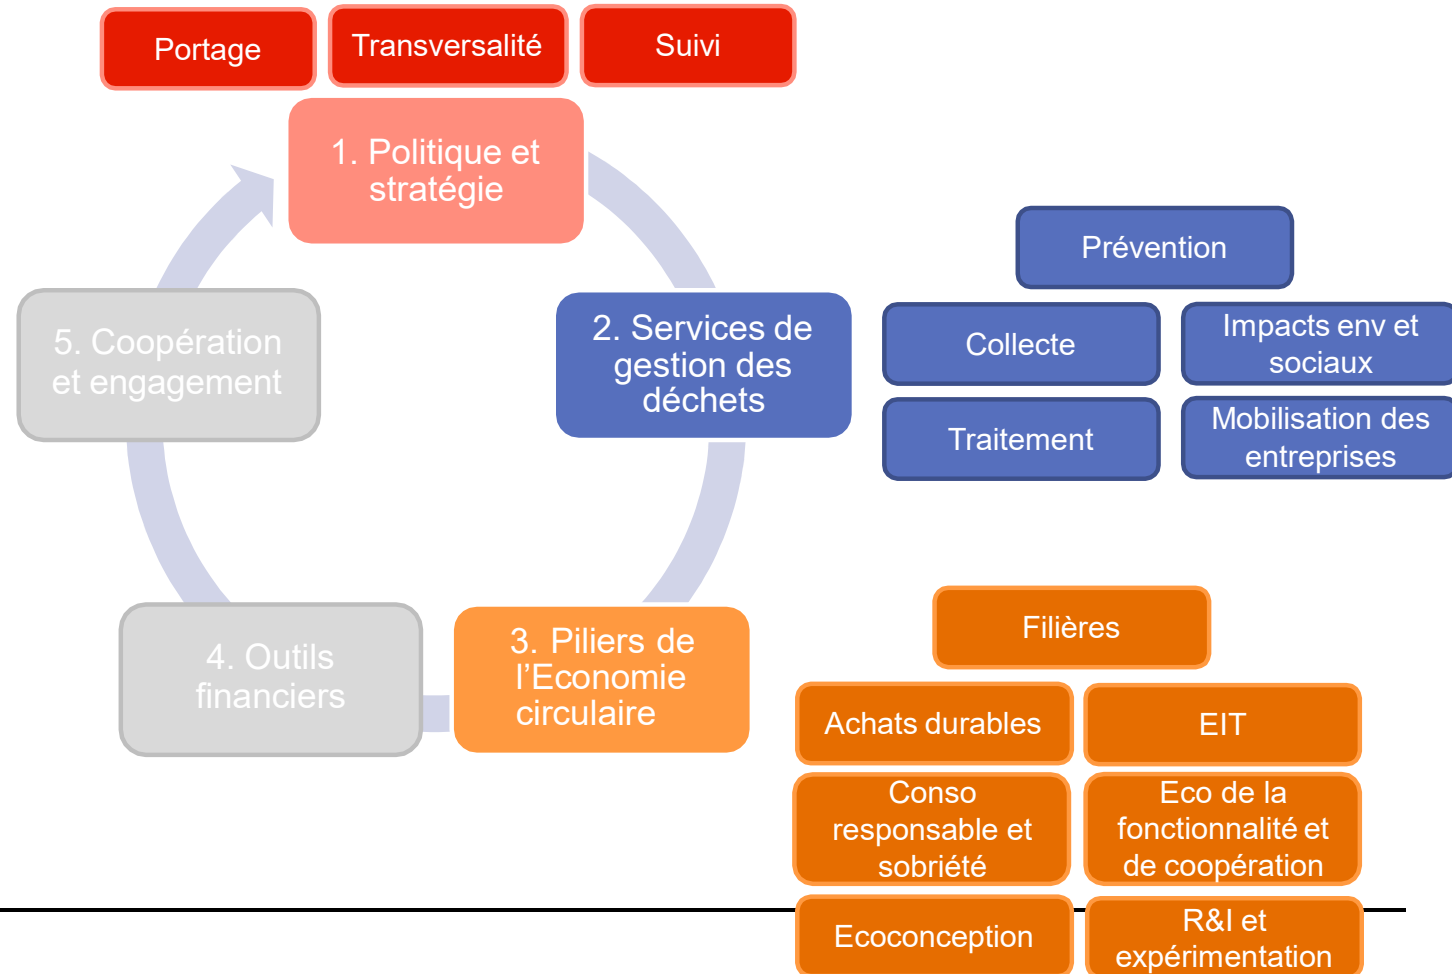 Portage
Transversalité
Suivi
1. Politique et
stratégie
Prévention
2. Services de
gestion des
déchets
Collecte
Impacts env et
sociaux
Traitement
Mobilisation des
entreprises
5. Coopération
et engagement
4. Outils
financiers
3. Piliers de
l’Economie
circulaire
Filières
Achats durables
EIT
Conso
responsable et
sobriété
Eco de la
fonctionnalité et
de coopération
Ecoconception
R&I et
expérimentation